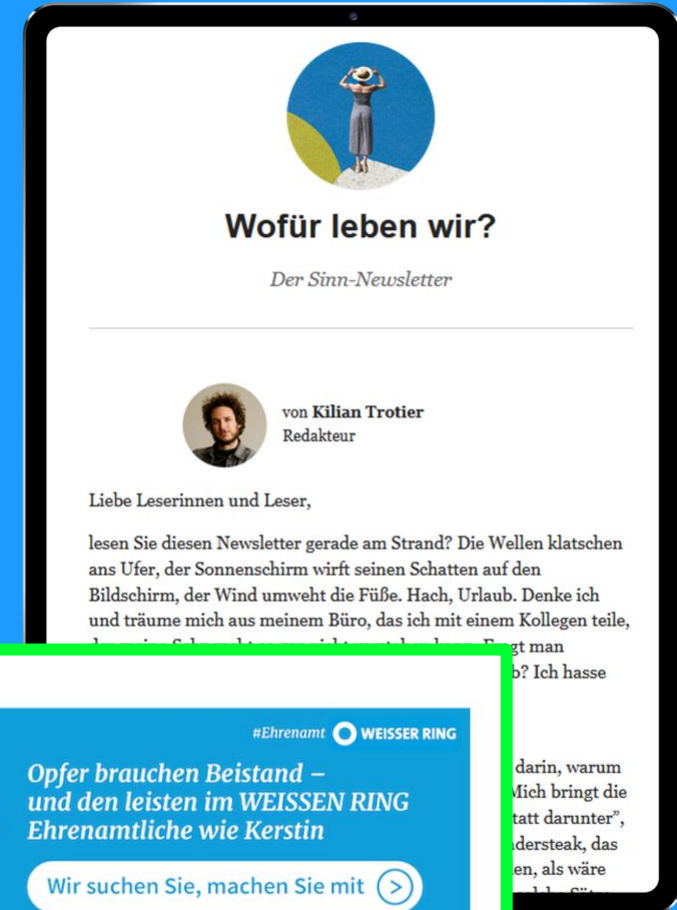 Wofür leben wir?
Der Sinn-Newsletter
von Kilian Trotier
Redakteur
Liebe Leserinnen und Leser,
lesen Sie diesen Newsletter gerade am Strand? Die Wellen klatschen
ans Ufer, der Sonnenschirm wirft seinen Schatten auf den
Bildschirm, der Wind umweht die Füße. Hach, Urlaub. Denke ich
und träume mich aus meinem Büro, das ich mit einem Kollegen teile,
gt man
b? Ich hasse
darin, warum
Mich bringt die
tatt darunter”,
ndersteak, das
en, als wäre
#Ehrenamt WEISSER RING
Opfer brauchen Beistand –
und den leisten im WEISSEN RING
Ehrenamtliche wie Kerstin
Wir suchen Sie, machen Sie mit